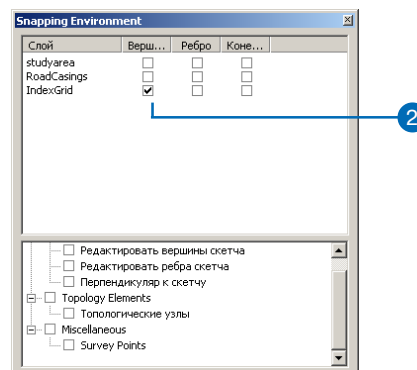 Snapping Environment
Слой Верш... Ребро Коне...
studyarea
RoadCasings
IndexGrid
2
Редактировать вершины скетча
Редактировать ребра скетча
Перпендикуляр к скетчу
Topology Elements
Топологические узлы
Miscellaneous
Survey Points